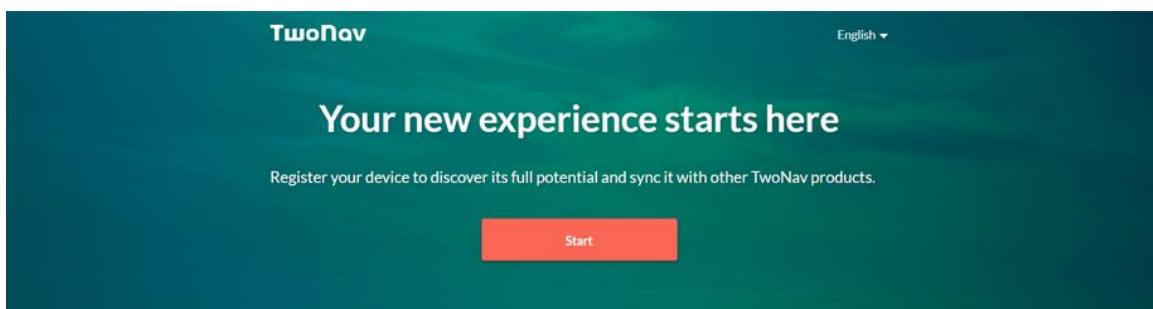 TwoNav
English
Your new experience starts here
Register your device to discover its full potential and sync it with other TwoNav products.
Start